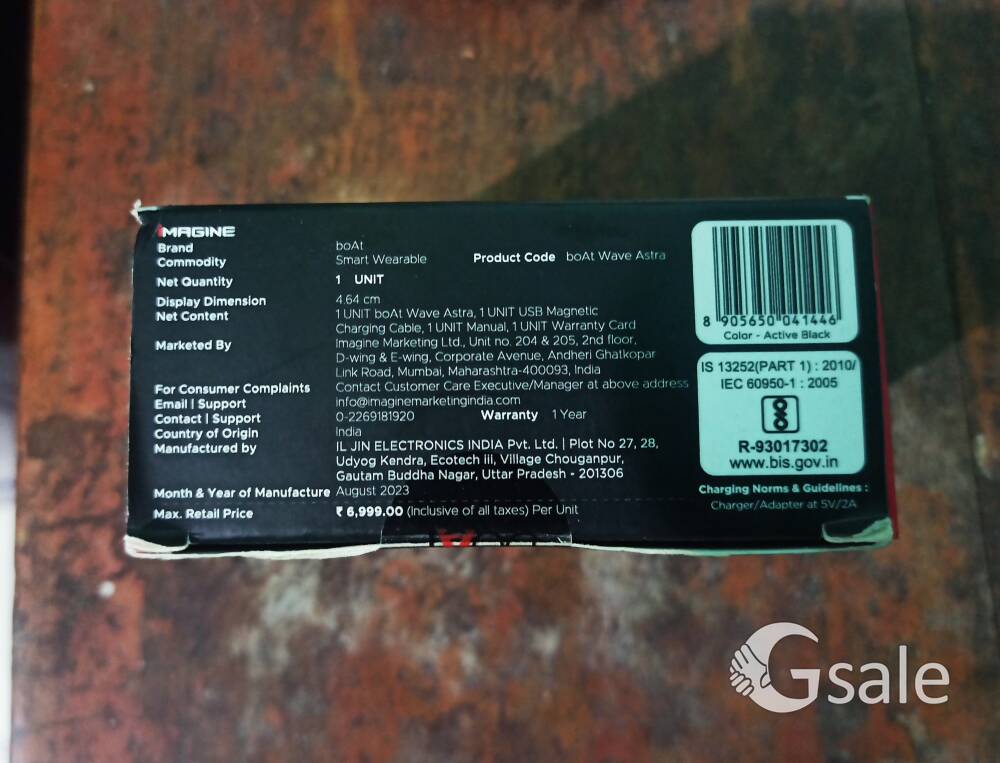 IMAGINE
Brand boAt
Commodity Smart Wearable Product Code boAt Wave Astra
Net Quantity 1 UNIT
Display Dimension 4.64 cm
Net Content 1 UNIT boAt Wave Astra, 1 UNIT USB Magnetic
Charging Cable, 1 UNIT Manual, 1 UNIT Warranty Card
Marketed By Imagine Marketing Ltd., Unit no. 204 & 205, 2nd floor,
D-wing & E-wing, Corporate Avenue, Andheri Ghatkopar
Link Road, Mumbai, Maharashtra-400093, India
For Consumer Complaints Contact Customer Care Executive/Manager at above address
Email | Support info@imaginemarketingindia.com
Contact | Support 0-2269181920 Warranty 1 Year
Country of Origin India
Manufactured by IL JIN ELECTRONICS INDIA Pvt. Ltd. | Plot No 27, 28,
Udyog Kendra, Ecotech iii, Village Chouganpur,
Gautam Buddha Nagar, Uttar Pradesh - 201306
Month & Year of Manufacture August 2023
Max. Retail Price ₹ 6,999.00 (Inclusive of all taxes) Per Unit
8 905650 041446
Color - Active Black
IS 13252(PART 1) : 2010/
IEC 60950-1 : 2005
R-93017302
www.bis.gov.in
Charging Norms & Guidelines :
Charger/Adapter at 5V/2A
Gsale